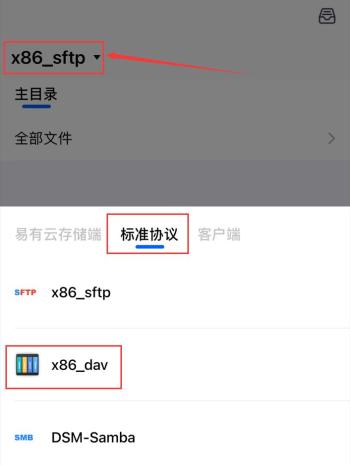 x86_sftp
主目录
全部文件
易有云存储端 标准协议 客户端
SFTP x86_sftp
x86_dav
SMB DSM-Samba